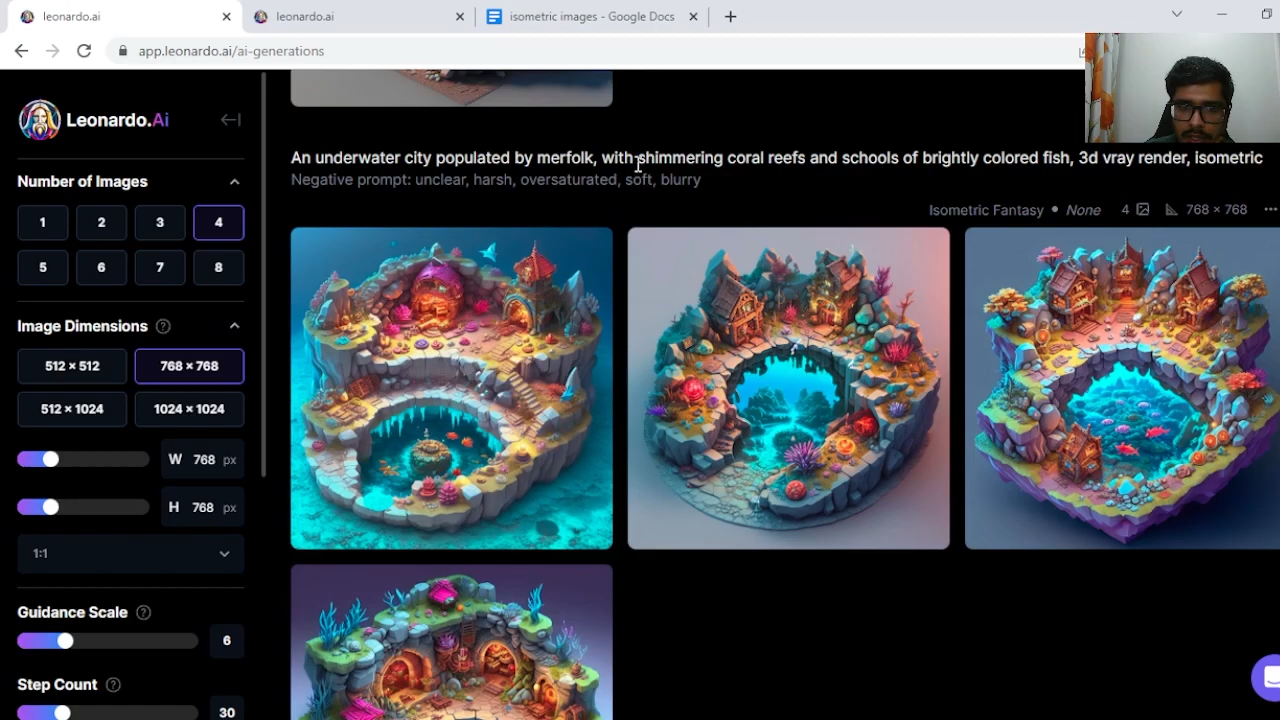 leonardo.ai
leonardo.ai
isometric images - Google Docs
app.leonardo.ai/ai-generations
Leonardo.Ai
An underwater city populated by merfolk, with shimmering coral reefs and schools of brightly colored fish, 3d vray render, isometric
Negative prompt: unclear, harsh, oversaturated, soft, blurry
Isometric Fantasy • None 4 768 × 768
Number of Images
1 2 3 4
5 6 7 8
Image Dimensions
512 × 512 768 × 768
512 × 1024 1024 × 1024
W 768 px
H 768 px
1:1
Guidance Scale
6
Step Count
30